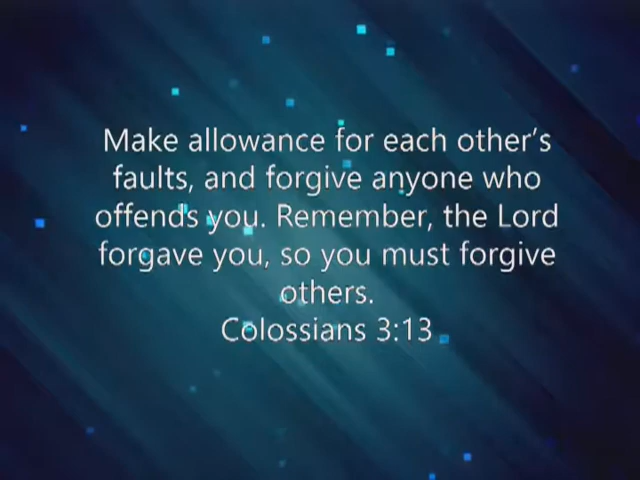 Make allowance for each other’s
faults, and forgive anyone who
offends you. Remember, the Lord
forgave you, so you must forgive
others.
Colossians 3:13